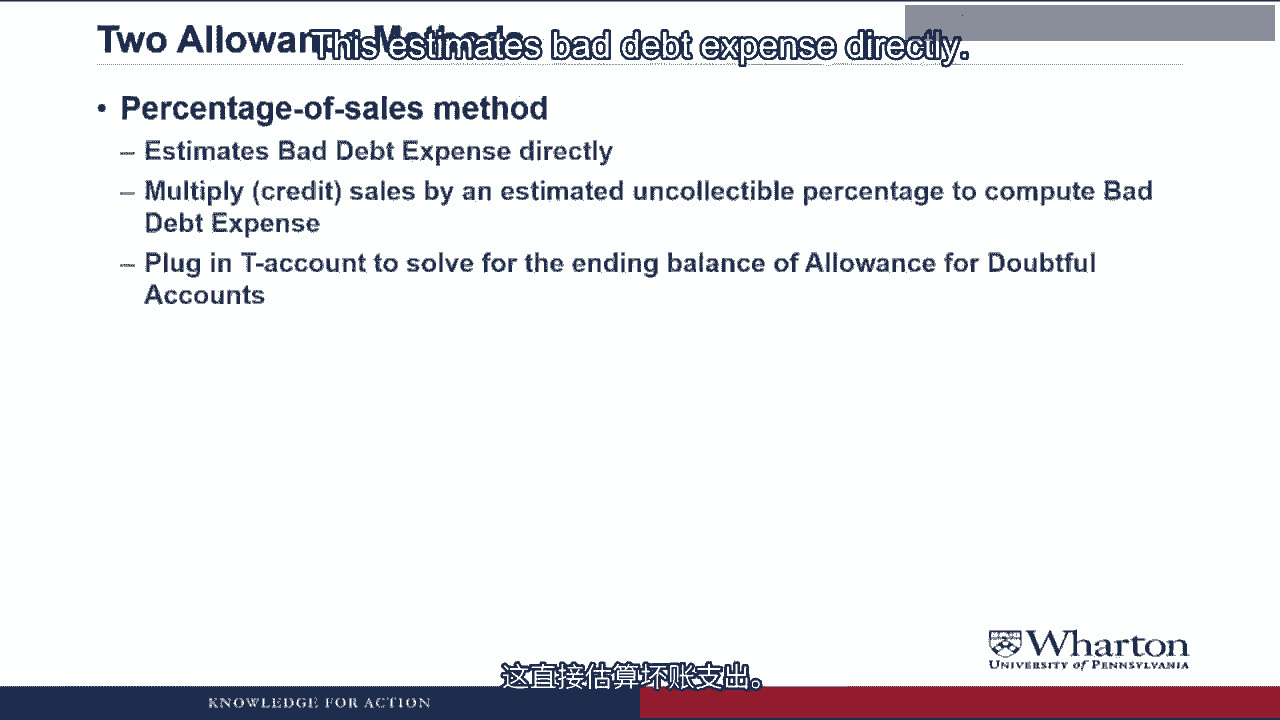 Two Allowance Methods
This estimates bad debt expense directly.
• Percentage-of-sales method
– Estimates Bad Debt Expense directly
– Multiply (credit) sales by an estimated uncollectible percentage to compute Bad
Debt Expense
– Plug in T-account to solve for the ending balance of Allowance for Doubtful
Accounts
Wharton
UNIVERSITY of PENNSYLVANIA
这直接估算坏账支出。
KNOWLEDGE FOR ACTION